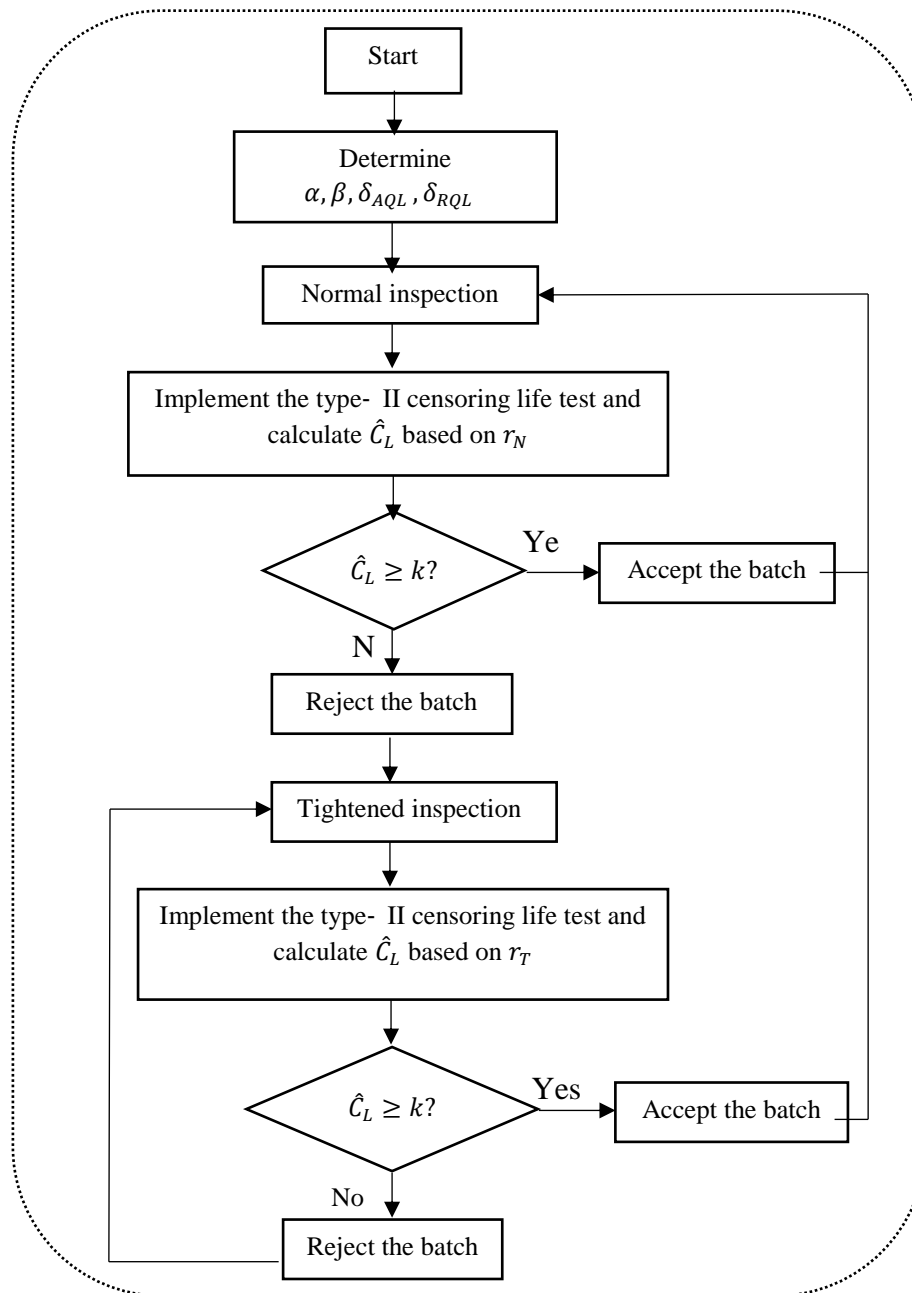 Start
Determine
α, β, δ_AQL , δ_RQL
Normal inspection
Implement the type- II censoring life test and
calculate Ĉ_L based on r_N
Ĉ_L ≥ k?
Ye
Accept the batch
N
Reject the batch
Tightened inspection
Implement the type- II censoring life test and
calculate Ĉ_L based on r_T
Ĉ_L ≥ k?
Yes
Accept the batch
No
Reject the batch